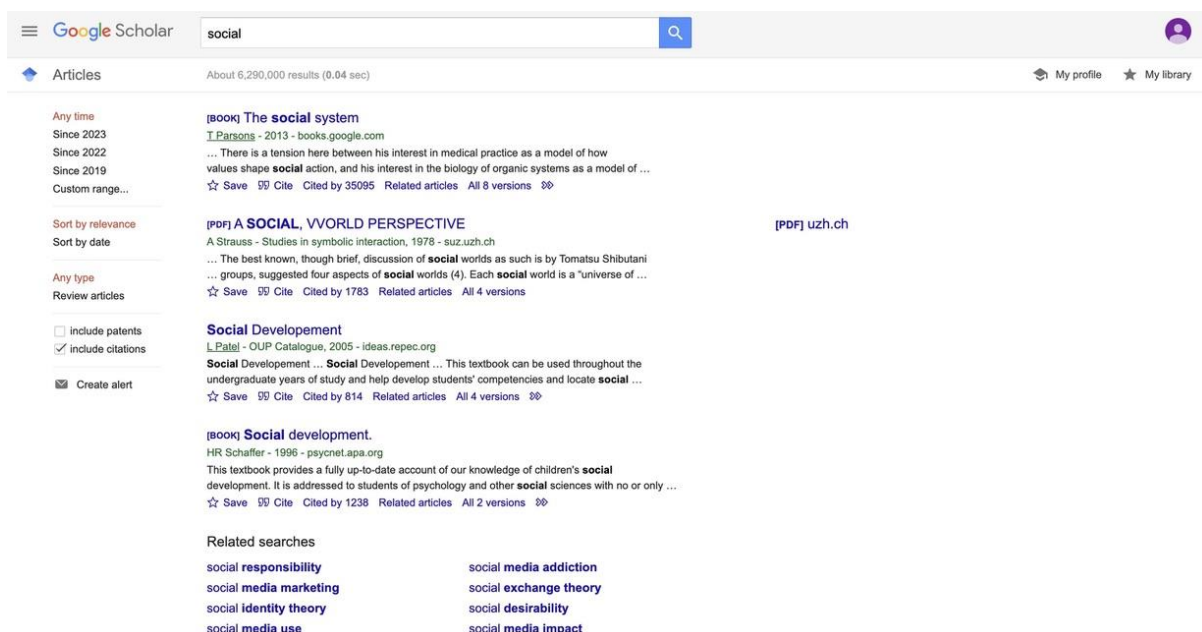 Google Scholar
social
Articles
About 6,290,000 results (0.04 sec)
My profile
My library
Any time
Since 2023
Since 2022
Since 2019
Custom range...
Sort by relevance
Sort by date
Any type
Review articles
include patents
include citations
Create alert
[BOOK] The social system
T Parsons - 2013 - books.google.com
... There is a tension here between his interest in medical practice as a model of how
values shape social action, and his interest in the biology of organic systems as a model of ...
Save Cite Cited by 35095 Related articles All 8 versions
[PDF] A SOCIAL, VVORLD PERSPECTIVE
[PDF] uzh.ch
A Strauss - Studies in symbolic interaction, 1978 - suz.uzh.ch
... The best known, though brief, discussion of social worlds as such is by Tomatsu Shibutani
... groups, suggested four aspects of social worlds (4). Each social world is a "universe of ...
Save Cite Cited by 1783 Related articles All 4 versions
Social Developement
L Patel - OUP Catalogue, 2005 - ideas.repec.org
Social Developement ... Social Developement ... This textbook can be used throughout the
undergraduate years of study and help develop students' competencies and locate social ...
Save Cite Cited by 814 Related articles All 4 versions
[BOOK] Social development.
HR Schaffer - 1996 - psycnet.apa.org
This textbook provides a fully up-to-date account of our knowledge of children's social
development. It is addressed to students of psychology and other social sciences with no or only ...
Save Cite Cited by 1238 Related articles All 2 versions
Related searches
social responsibility
social media addiction
social media marketing
social exchange theory
social identity theory
social desirability
social media use
social media impact